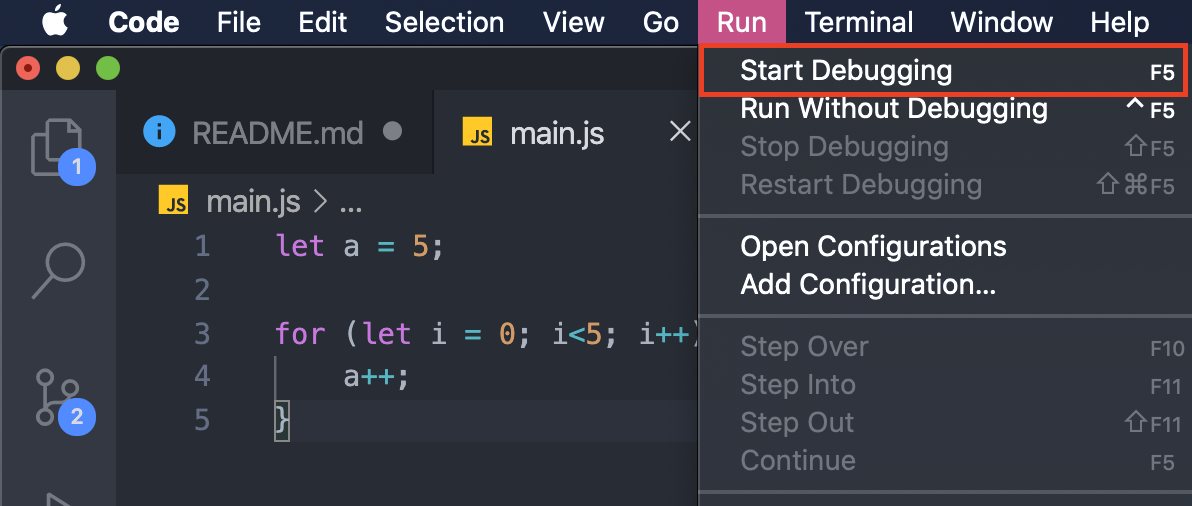 Code File Edit Selection View Go Run Terminal Window Help
Start Debugging F5
Run Without Debugging ^ F5
Stop Debugging ⇧F5
Restart Debugging ⇧⌘F5
Open Configurations
Add Configuration...
Step Over F10
Step Into F11
Step Out ⇧F11
Continue F5
i README.md ● JS main.js ×
1
JS main.js > ...
1 let a = 5;
2
3 for (let i = 0; i<5; i++)
4 a++;
5 }
2